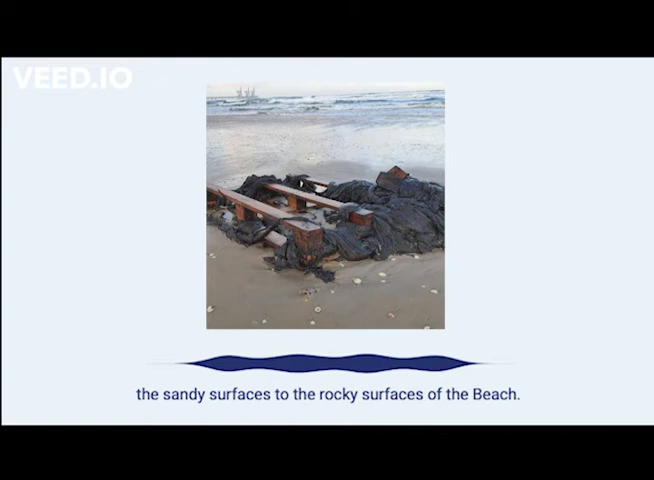 VEED.IO
the sandy surfaces to the rocky surfaces of the Beach.